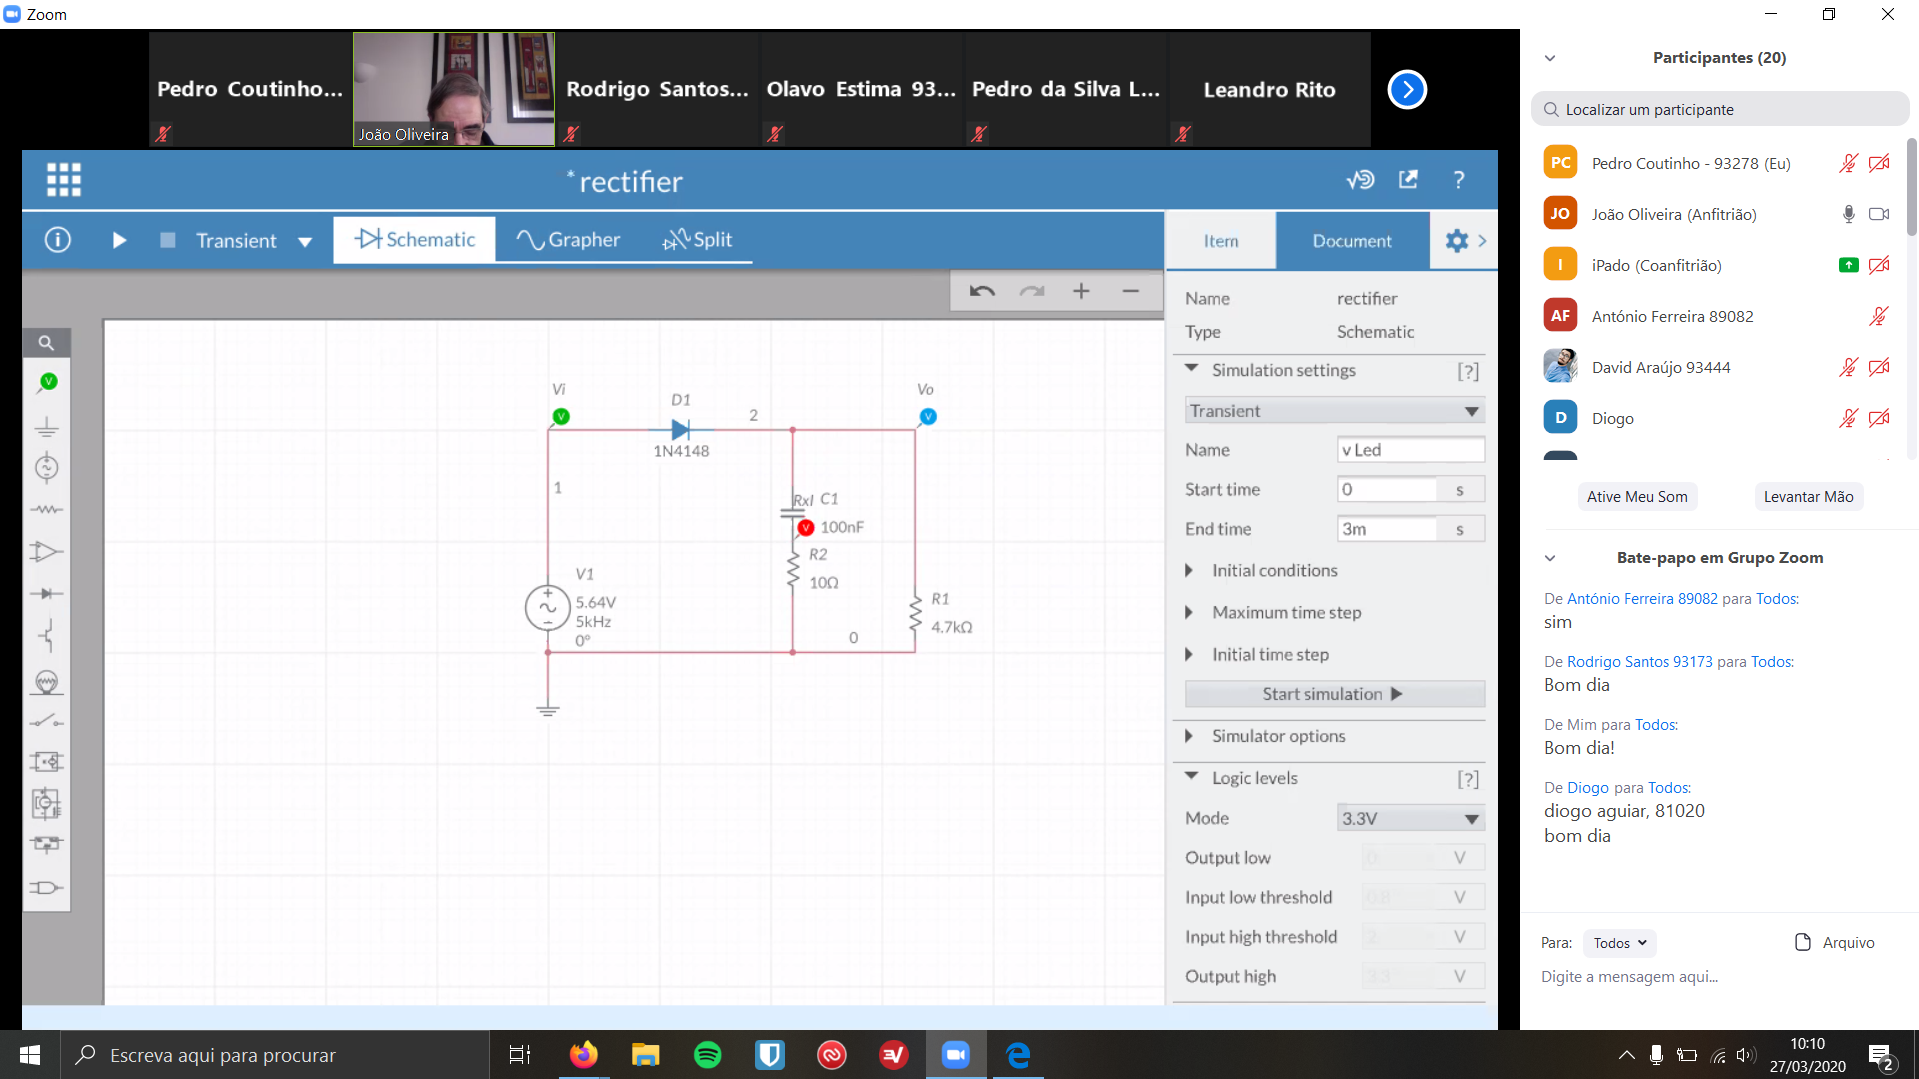 Zoom
Pedro Coutinho...
João Oliveira
Rodrigo Santos...
Olavo Estima 93...
Pedro da Silva L...
Leandro Rito
*rectifier
?
Transient
Schematic
Grapher
Split
Item
Document
Name rectifier
Type Schematic
Simulation settings [?]
Transient
Name v Led
Start time 0 s
End time 3m s
Initial conditions
Maximum time step
Initial time step
Start simulation
Simulator options
Logic levels [?]
Mode 3.3V
Output low 0 V
Input low threshold 0.8 V
Input high threshold 2 V
Output high 3.3 V
V
Vi
V
D1
1N4148
2
Vo
V
1
RxI C1
V 100nF
R2
10Ω
V1
5.64V
5kHz
0°
R1
4.7kΩ
0
Participantes (20)
Localizar um participante
PC Pedro Coutinho - 93278 (Eu)
JO João Oliveira (Anfitrião)
I iPado (Coanfitrião)
AF António Ferreira 89082
David Araújo 93444
D Diogo
Ative Meu Som
Levantar Mão
Bate-papo em Grupo Zoom
De António Ferreira 89082 para Todos:
sim
De Rodrigo Santos 93173 para Todos:
Bom dia
De Mim para Todos:
Bom dia!
De Diogo para Todos:
diogo aguiar, 81020
bom dia
Para: Todos
Arquivo
Digite a mensagem aqui...
Escreva aqui para procurar
10:10
27/03/2020
2